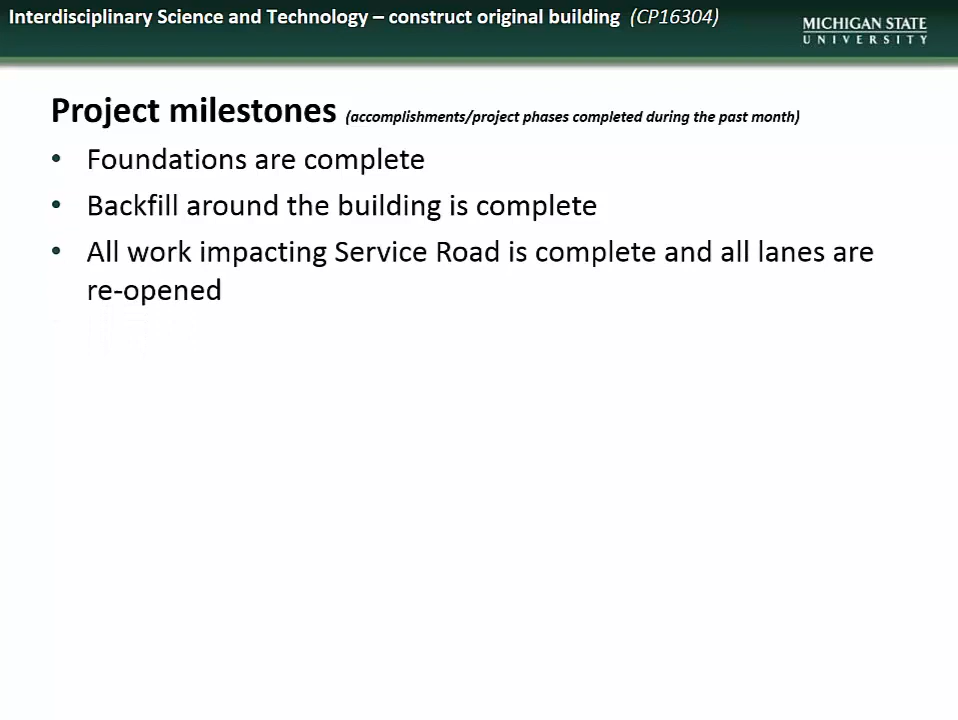 Interdisciplinary Science and Technology – construct original building (CP16304)
MICHIGAN STATE
UNIVERSITY
Project milestones (accomplishments/project phases completed during the past month)
• Foundations are complete
• Backfill around the building is complete
• All work impacting Service Road is complete and all lanes are
re-opened